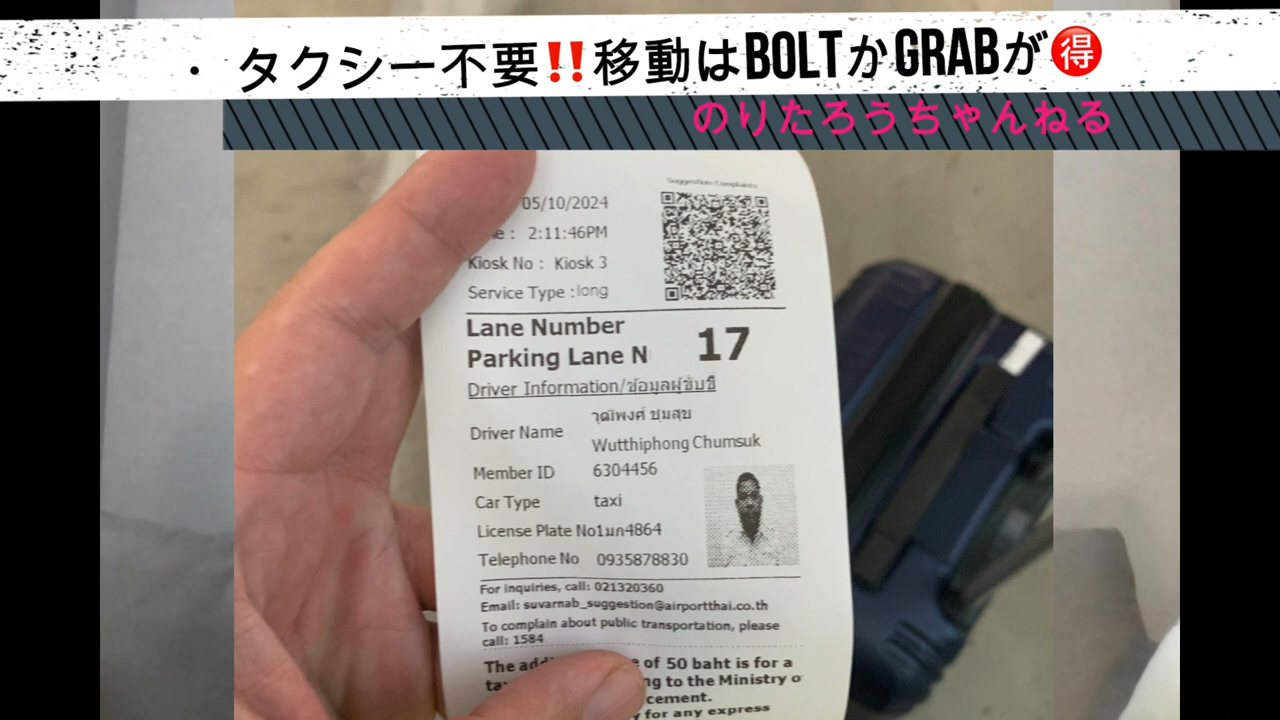 ・タクシー不要‼️移動はBOLTかGRABが🉐
のりたろうちゃんねる
Suggestion/Complaints
05/10/2024
e : 2:11:46PM
Kiosk No : Kiosk 3
Service Type :long
Lane Number
Parking Lane N
17
Driver Information/ข้อมูลผู้ขับขี่
วุฒิพงศ์ ชุมสุข
Driver Name
Wutthiphong Chumsuk
Member ID 6304456
Car Type taxi
License Plate No1มก4864
Telephone No 0935878830
For inquiries, call: 021320360
Email: suvarnab_suggestion@airportthai.co.th
To complain about public transportation, please
call: 1584
The add e of 50 baht is for a
ta ng to the Ministry o
cement.
y for any express